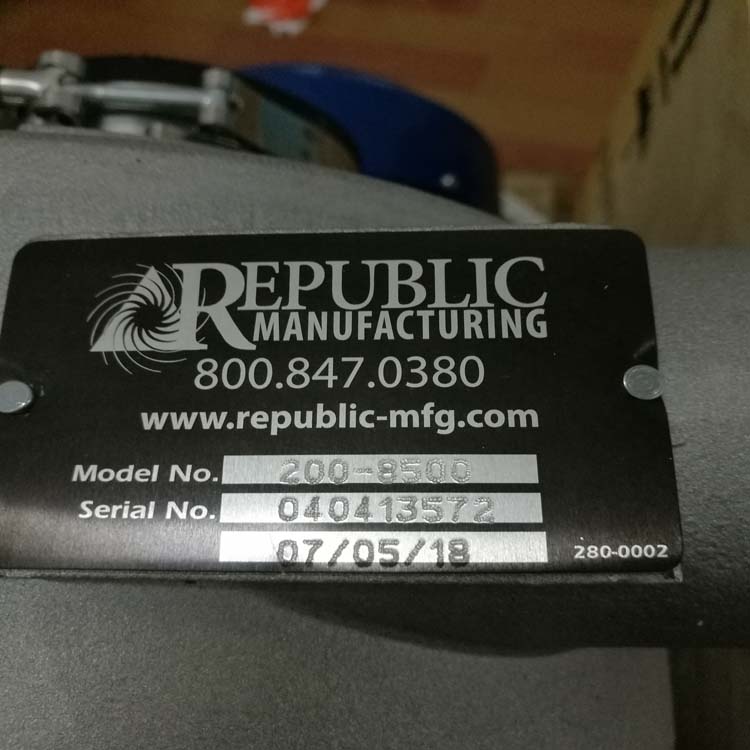 REPUBLIC
MANUFACTURING
800.847.0380
www.republic-mfg.com
Model No. 200-8500
Serial No. 040413572
07/05/18
280-0002